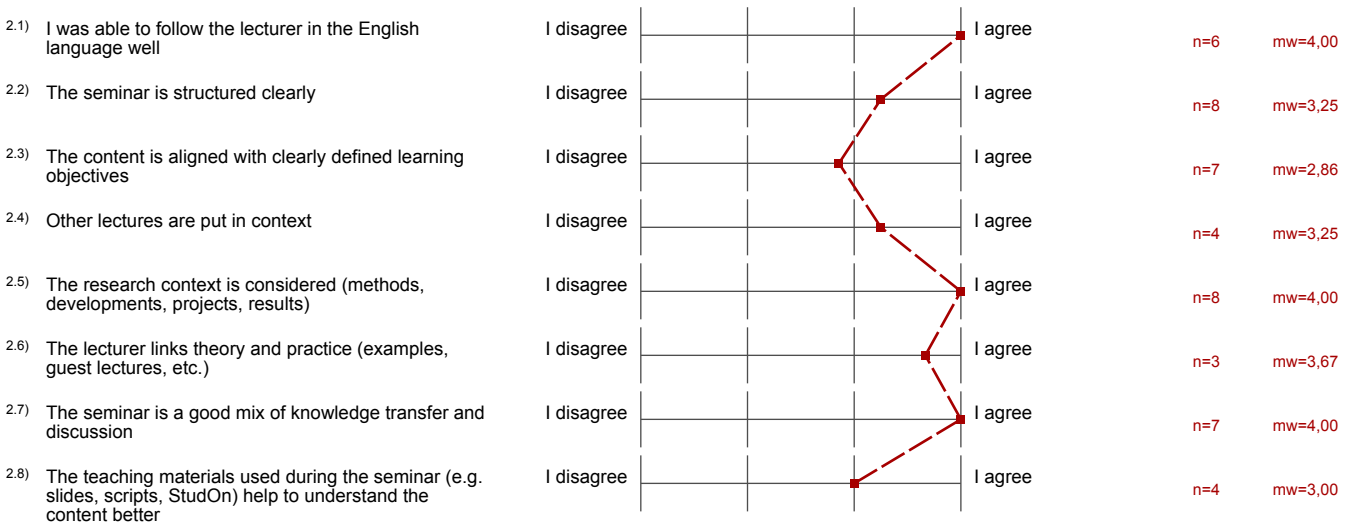 2.1) I was able to follow the lecturer in the English language well I disagree I agree n=6 mw=4,00
2.2) The seminar is structured clearly I disagree I agree n=8 mw=3,25
2.3) The content is aligned with clearly defined learning objectives I disagree I agree n=7 mw=2,86
2.4) Other lectures are put in context I disagree I agree n=4 mw=3,25
2.5) The research context is considered (methods, developments, projects, results) I disagree I agree n=8 mw=4,00
2.6) The lecturer links theory and practice (examples, guest lectures, etc.) I disagree I agree n=3 mw=3,67
2.7) The seminar is a good mix of knowledge transfer and discussion I disagree I agree n=7 mw=4,00
2.8) The teaching materials used during the seminar (e.g. slides, scripts, StudOn) help to understand the content better I disagree I agree n=4 mw=3,00